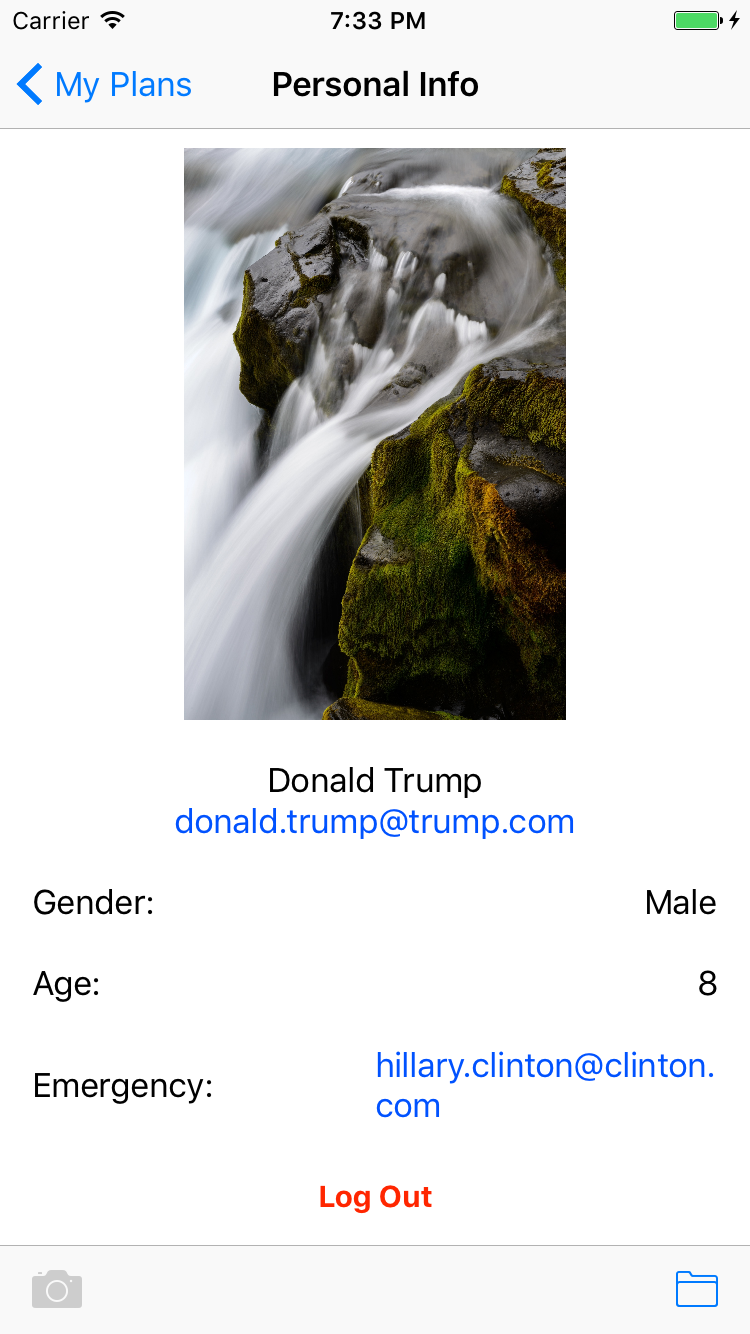 Carrier 7:33 PM
My Plans Personal Info
Donald Trump
donald.trump@trump.com
Gender: Male
Age: 8
Emergency: hillary.clinton@clinton.
com
Log Out